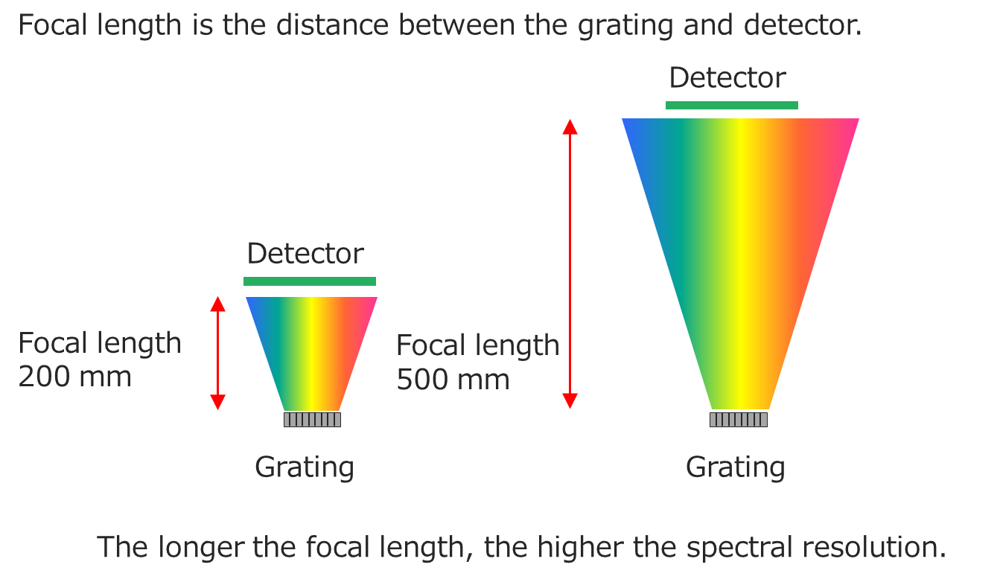 Focal length is the distance between the grating and detector.
Detector
Detector
Focal length
200 mm
Focal length
500 mm
Grating
Grating
The longer the focal length, the higher the spectral resolution.